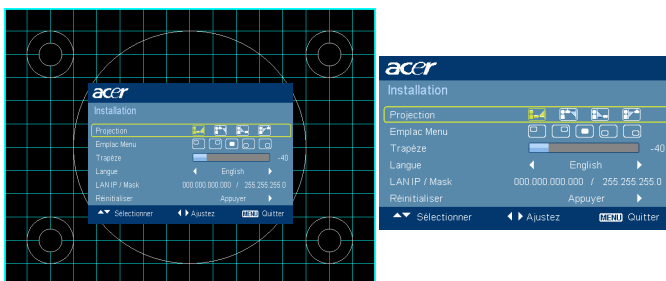 acer
Installation
Projection
Emplac Menu
Trapèze -40
Langue English
LAN IP / Mask 000.000.000.000 / 255.255.255.0
Réinitialiser Appuyer
Sélectionner Ajustez MENU Quitter
acer
Installation
Projection
Emplac Menu
Trapèze -40
Langue English
LAN IP / Mask 000.000.000.000 / 255.255.255.0
Réinitialiser Appuyer
Sélectionner Ajustez MENU Quitter